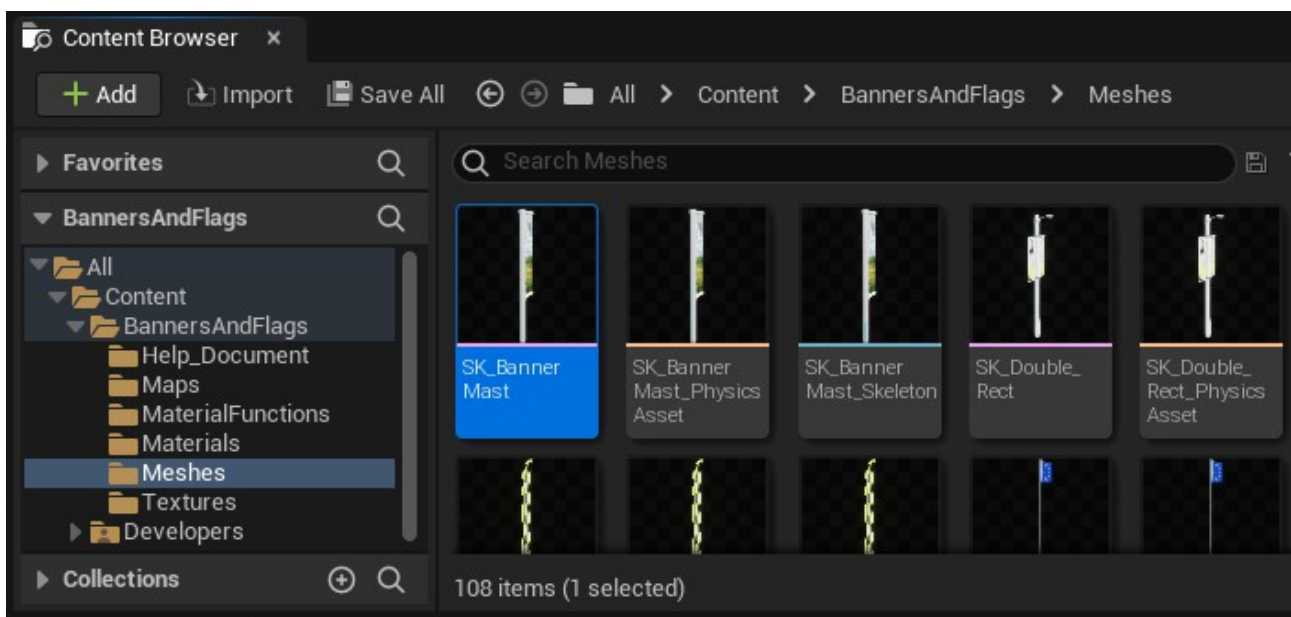 Content Browser
Add Import Save All All Content BannersAndFlags Meshes
Favorites
Search Meshes
BannersAndFlags
All
Content
BannersAndFlags
Help_Document
Maps
MaterialFunctions
Materials
Meshes
Textures
Developers
Collections
SK_Banner
Mast
SK_Banner
Mast_Physics
Asset
SK_Banner
Mast_Skeleton
SK_Double_
Rect
SK_Double_
Rect_Physics
Asset
108 items (1 selected)